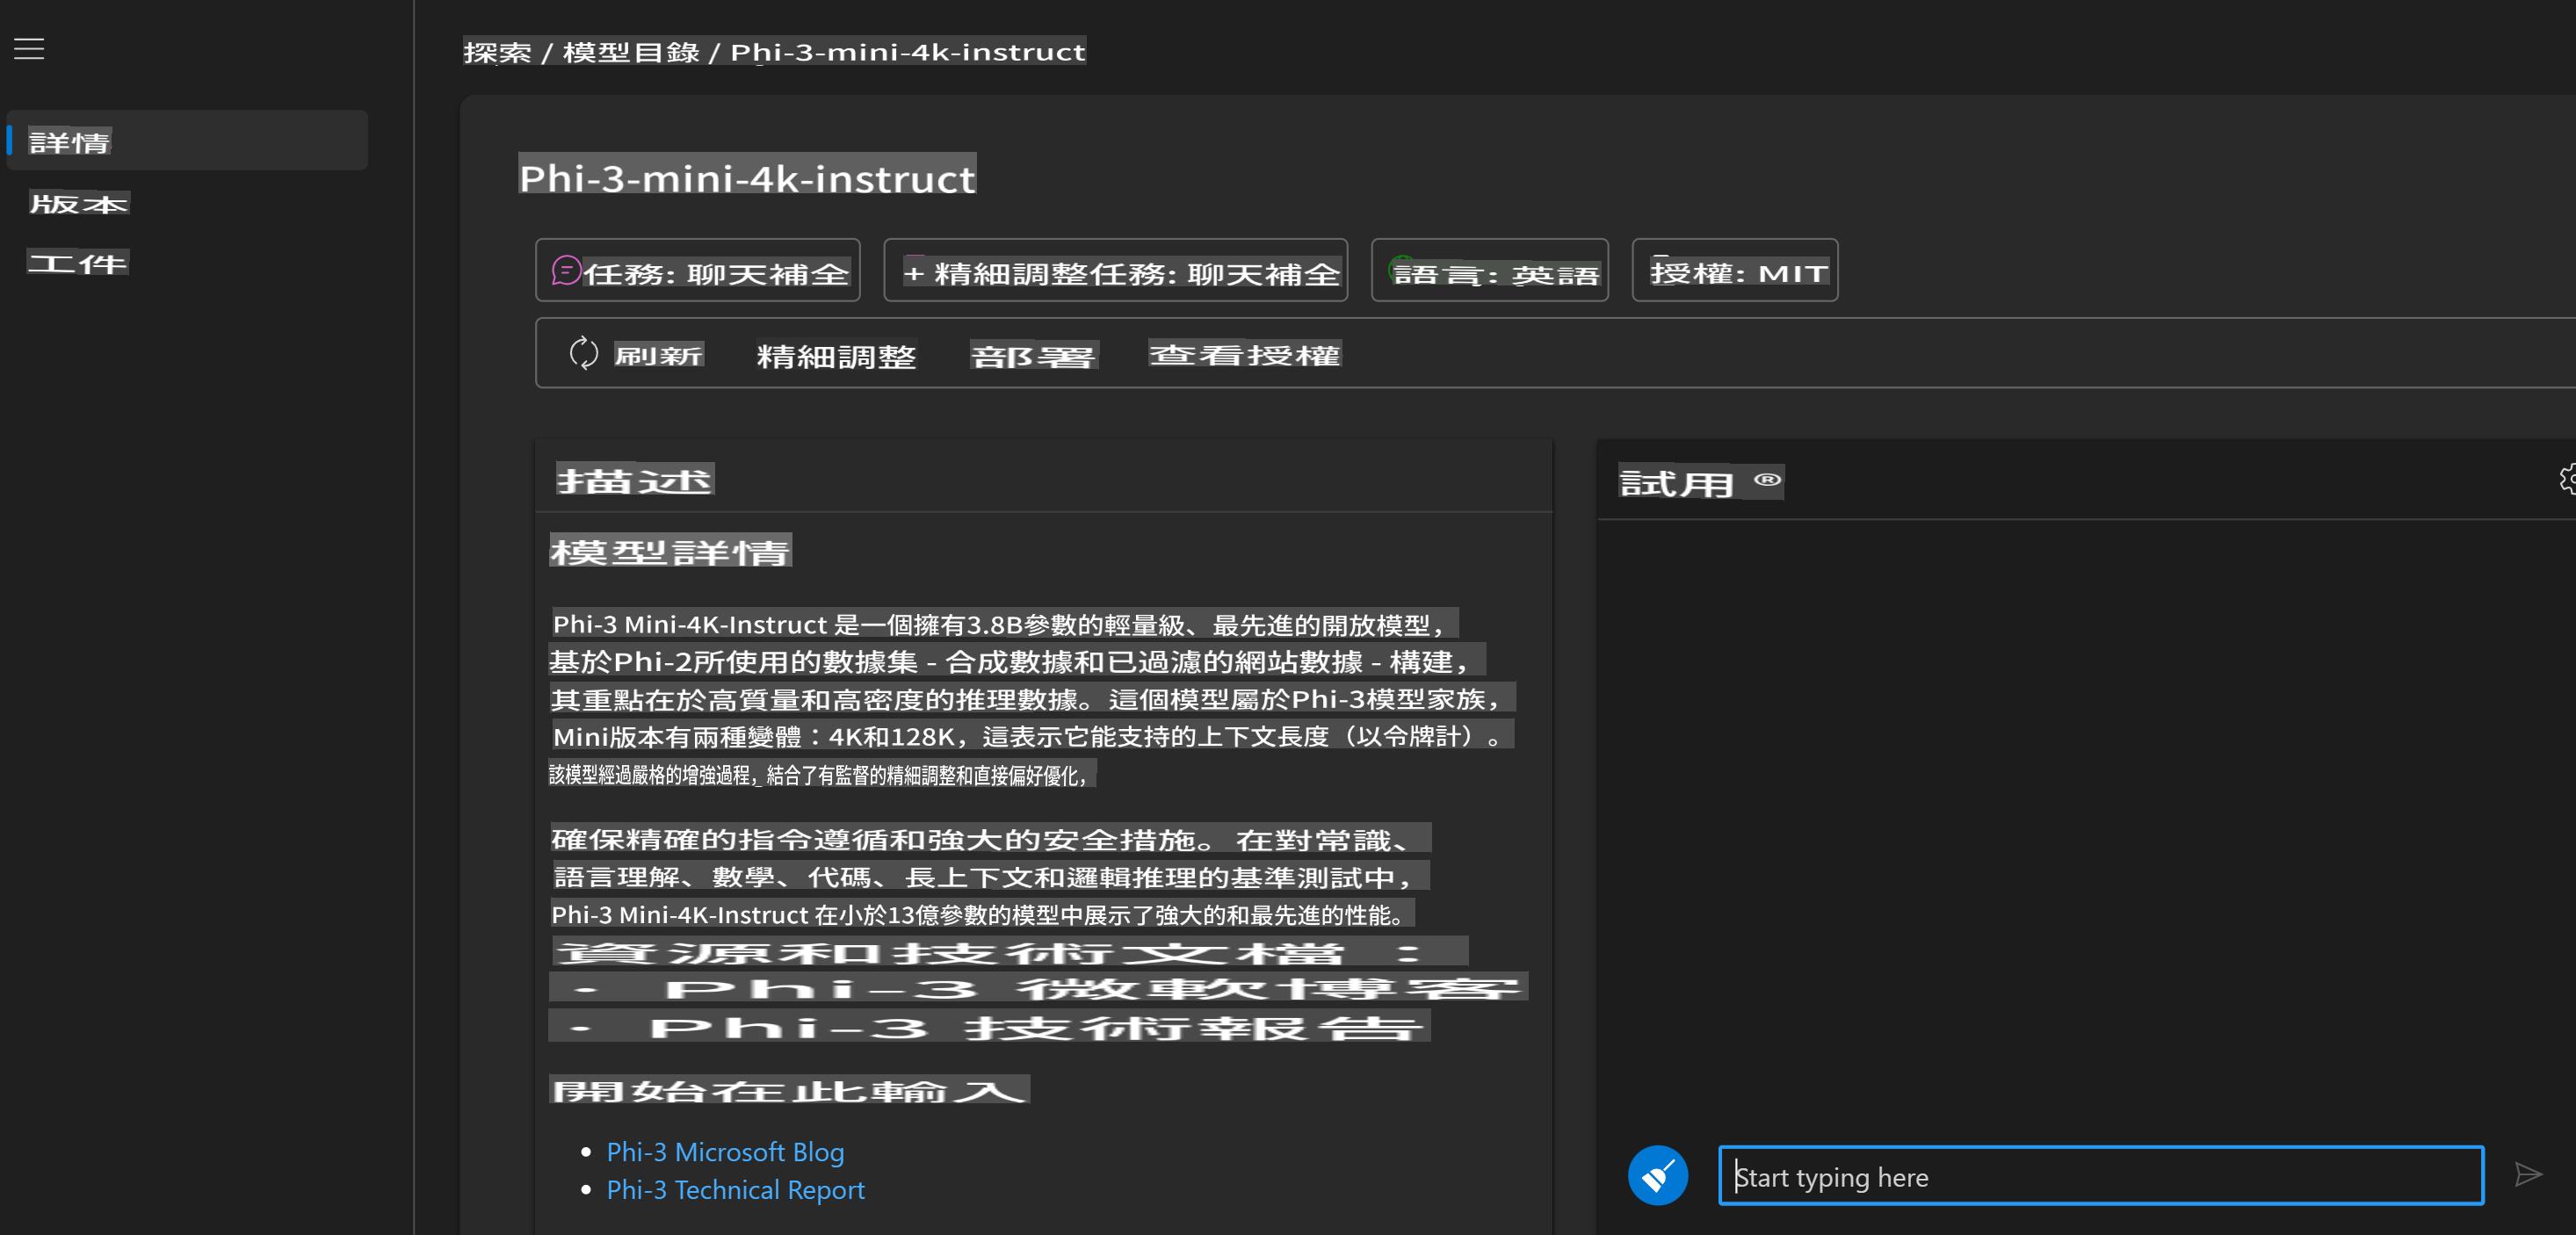 探索 / 模型目錄 / Phi-3-mini-4k-instruct
詳情
版本
工件
Phi-3-mini-4k-instruct
任務: 聊天補全
+ 精細調整任務: 聊天補全
語言: 英語
授權: MIT
刷新
精細調整
部署
查看授權
描述
模型詳情
Phi-3 Mini-4K-Instruct 是一個擁有3.8B參數的輕量級、最先進的開放模型，
基於Phi-2所使用的數據集 - 合成數據和已過濾的網站數據 - 構建，
其重點在於高質量和高密度的推理數據。這個模型屬於Phi-3模型家族，
Mini版本有兩種變體：4K和128K，這表示它能支持的上下文長度（以令牌計）。
該模型經過嚴格的增強過程，結合了有監督的精細調整和直接偏好優化，
確保精確的指令遵循和強大的安全措施。在對常識、
語言理解、數學、代碼、長上下文和邏輯推理的基準測試中，
Phi-3 Mini-4K-Instruct 在小於13億參數的模型中展示了強大的和最先進的性能。
資源和技術文檔：
· Phi-3 微軟博客
· Phi-3 技術報告
開始在此輸入
• Phi-3 Microsoft Blog
• Phi-3 Technical Report
試用 ®
Start typing here